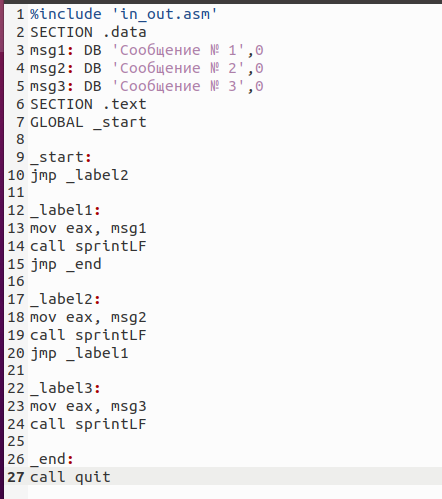 1 %include 'in_out.asm'
2 SECTION .data
3 msg1: DB 'Сообщение № 1',0
4 msg2: DB 'Сообщение № 2',0
5 msg3: DB 'Сообщение № 3',0
6 SECTION .text
7 GLOBAL _start
8
9 _start:
10 jmp _label2
11
12 _label1:
13 mov eax, msg1
14 call sprintLF
15 jmp _end
16
17 _label2:
18 mov eax, msg2
19 call sprintLF
20 jmp _label1
21
22 _label3:
23 mov eax, msg3
24 call sprintLF
25
26 _end:
27 call quit